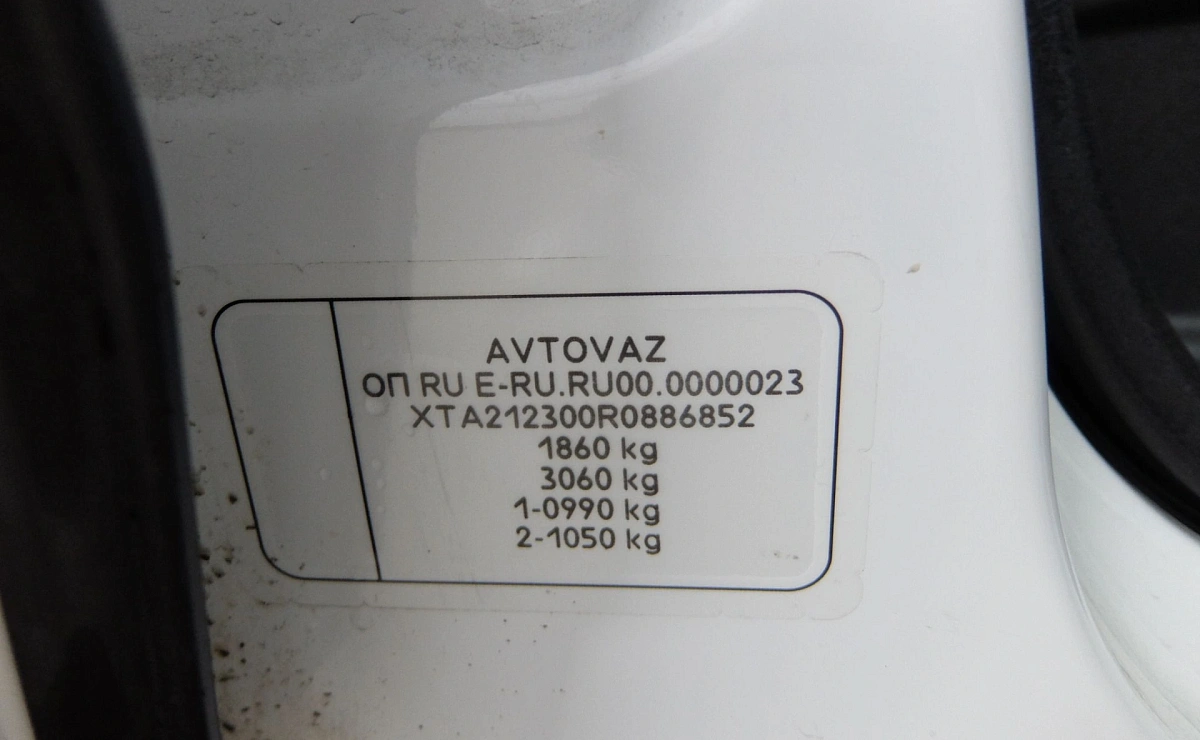 AVTOVAZ
ОП RU E-RU.RU00.0000023
XTA212300R0886852
1860 kg
3060 kg
1-0990 kg
2-1050 kg